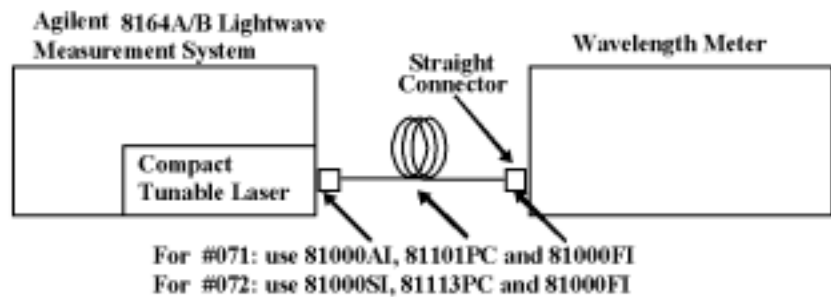 Agilent 8164A/B Lightwave
Measurement System
Wavelength Meter
Straight
Connector
Compact
Tunable Laser
For #071: use 81000AI, 81101PC and 81000FI
For #072: use 81000SI, 81113PC and 81000FI